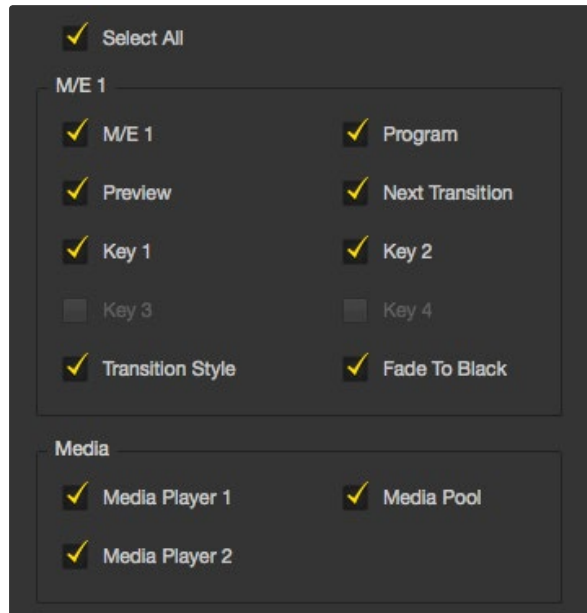 Select All
M/E 1
M/E 1 Program
Preview Next Transition
Key 1 Key 2
Key 3 Key 4
Transition Style Fade To Black
Media
Media Player 1 Media Pool
Media Player 2